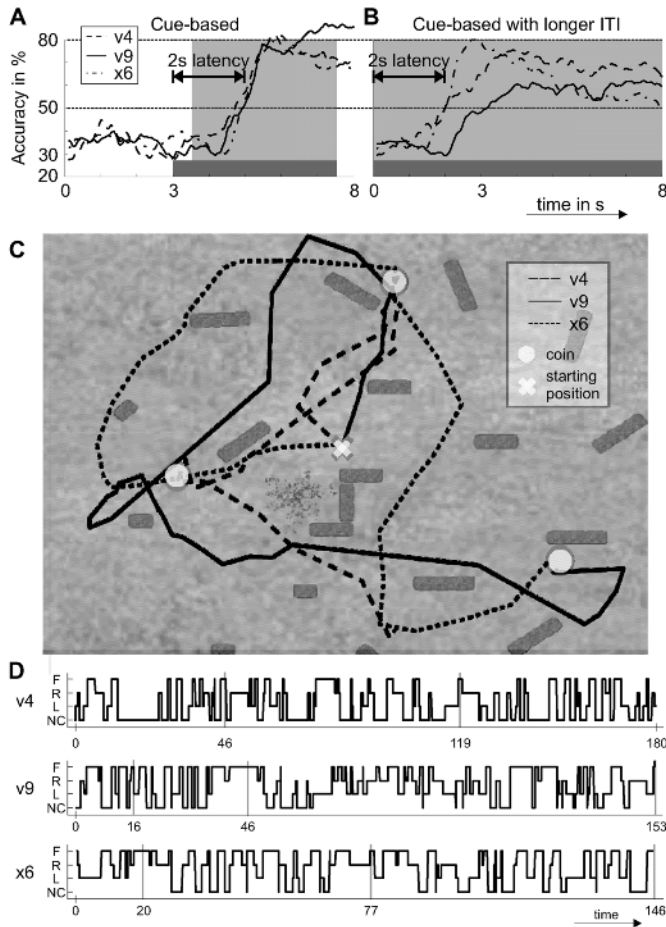 A
Cue-based
B
Cue-based with longer ITI
v4
v9
x6
2s latency
2s latency
Accuracy in %
80
50
30
20
0
3
8
0
3
8
time in s
C
v4
v9
x6
coin
starting
position
D
v4
F
R
L
NC
0
46
119
180
v9
F
R
L
NC
0
16
46
153
x6
F
R
L
NC
0
20
77
146
time